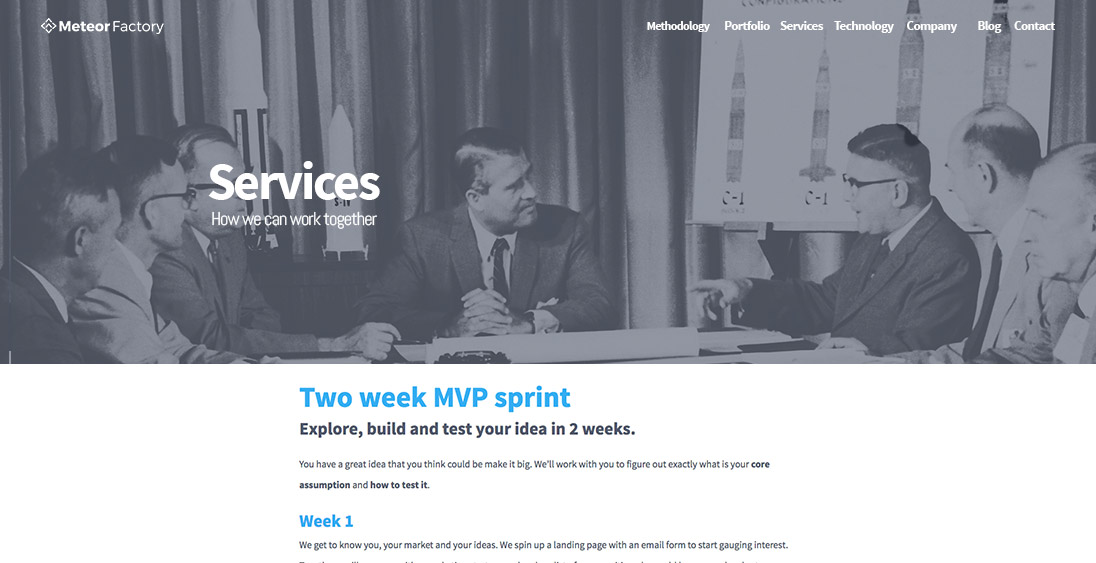 Meteor Factory
Methodology Portfolio Services Technology Company Blog Contact
CONFIGURATIONS
C-1 C-1
S-IV
Services
How we can work together
Two week MVP sprint
Explore, build and test your idea in 2 weeks.
You have a great idea that you think could be make it big. We'll work with you to figure out exactly what is your core
assumption and how to test it.
Week 1
We get to know you, your market and your ideas. We spin up a landing page with an email form to start gauging interest.